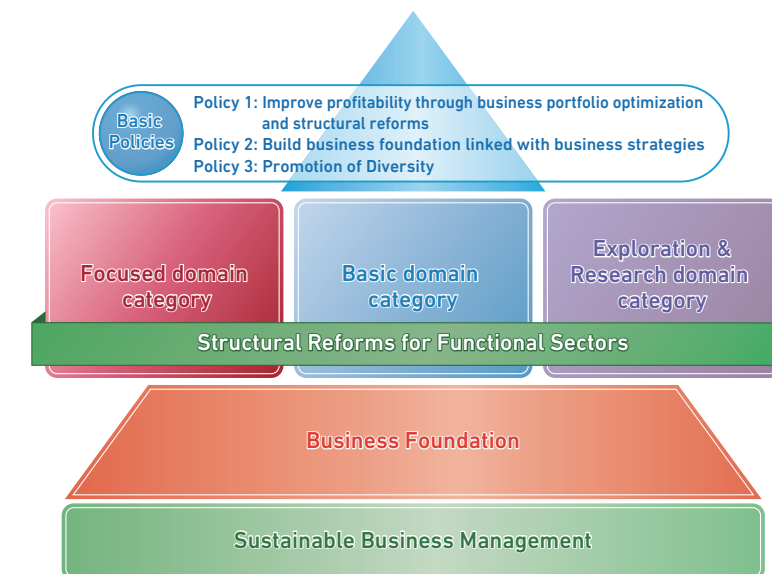 Basic
Policies
Policy 1: Improve profitability through business portfolio optimization
and structural reforms
Policy 2: Build business foundation linked with business strategies
Policy 3: Promotion of Diversity
Focused domain
category
Basic domain
category
Exploration &
Research domain
category
Structural Reforms for Functional Sectors
Business Foundation
Sustainable Business Management